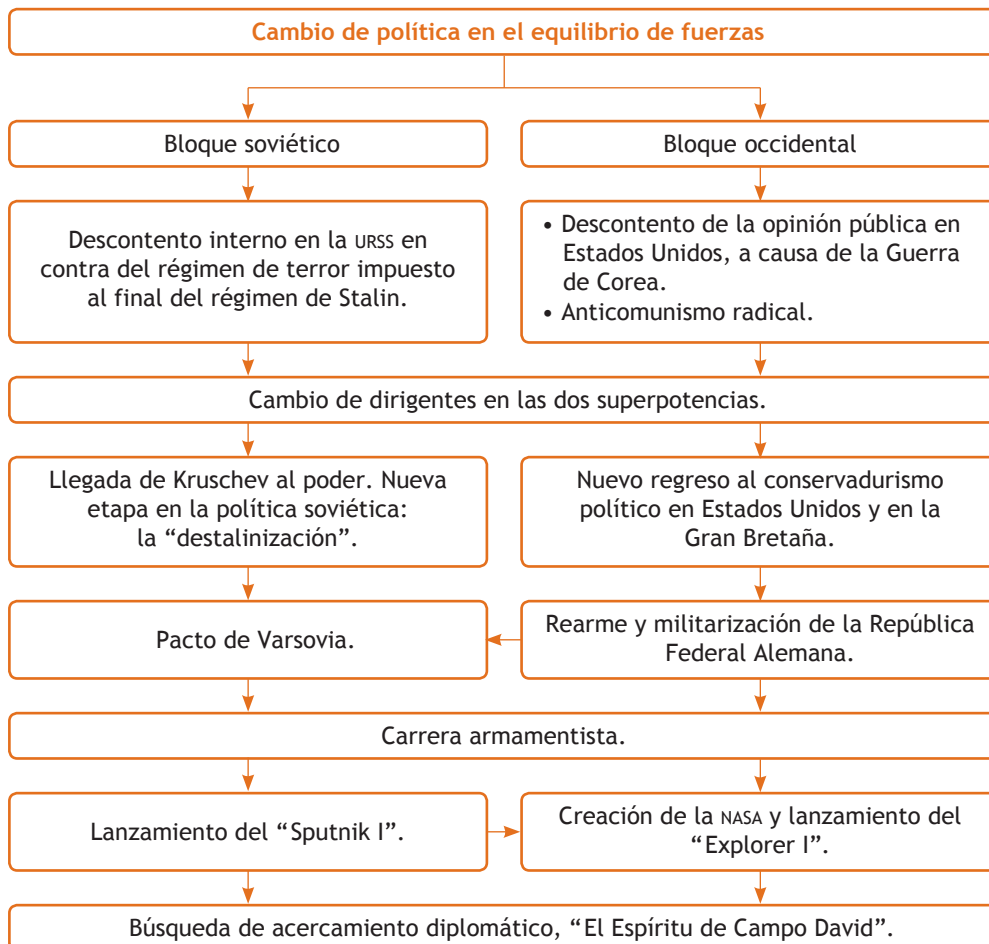 Cambio de política en el equilibrio de fuerzas
Bloque soviético
Bloque occidental
Descontento interno en la URSS en
contra del régimen de terror impuesto
al final del régimen de Stalin.
• Descontento de la opinión pública en
Estados Unidos, a causa de la Guerra
de Corea.
• Anticomunismo radical.
Cambio de dirigentes en las dos superpotencias.
Llegada de Kruschev al poder. Nueva
etapa en la política soviética:
la “destalinización”.
Nuevo regreso al conservadurismo
político en Estados Unidos y en la
Gran Bretaña.
Pacto de Varsovia.
Rearme y militarización de la República
Federal Alemana.
Carrera armamentista.
Lanzamiento del “Sputnik I”.
Creación de la NASA y lanzamiento del
“Explorer I”.
Búsqueda de acercamiento diplomático, “El Espíritu de Campo David”.